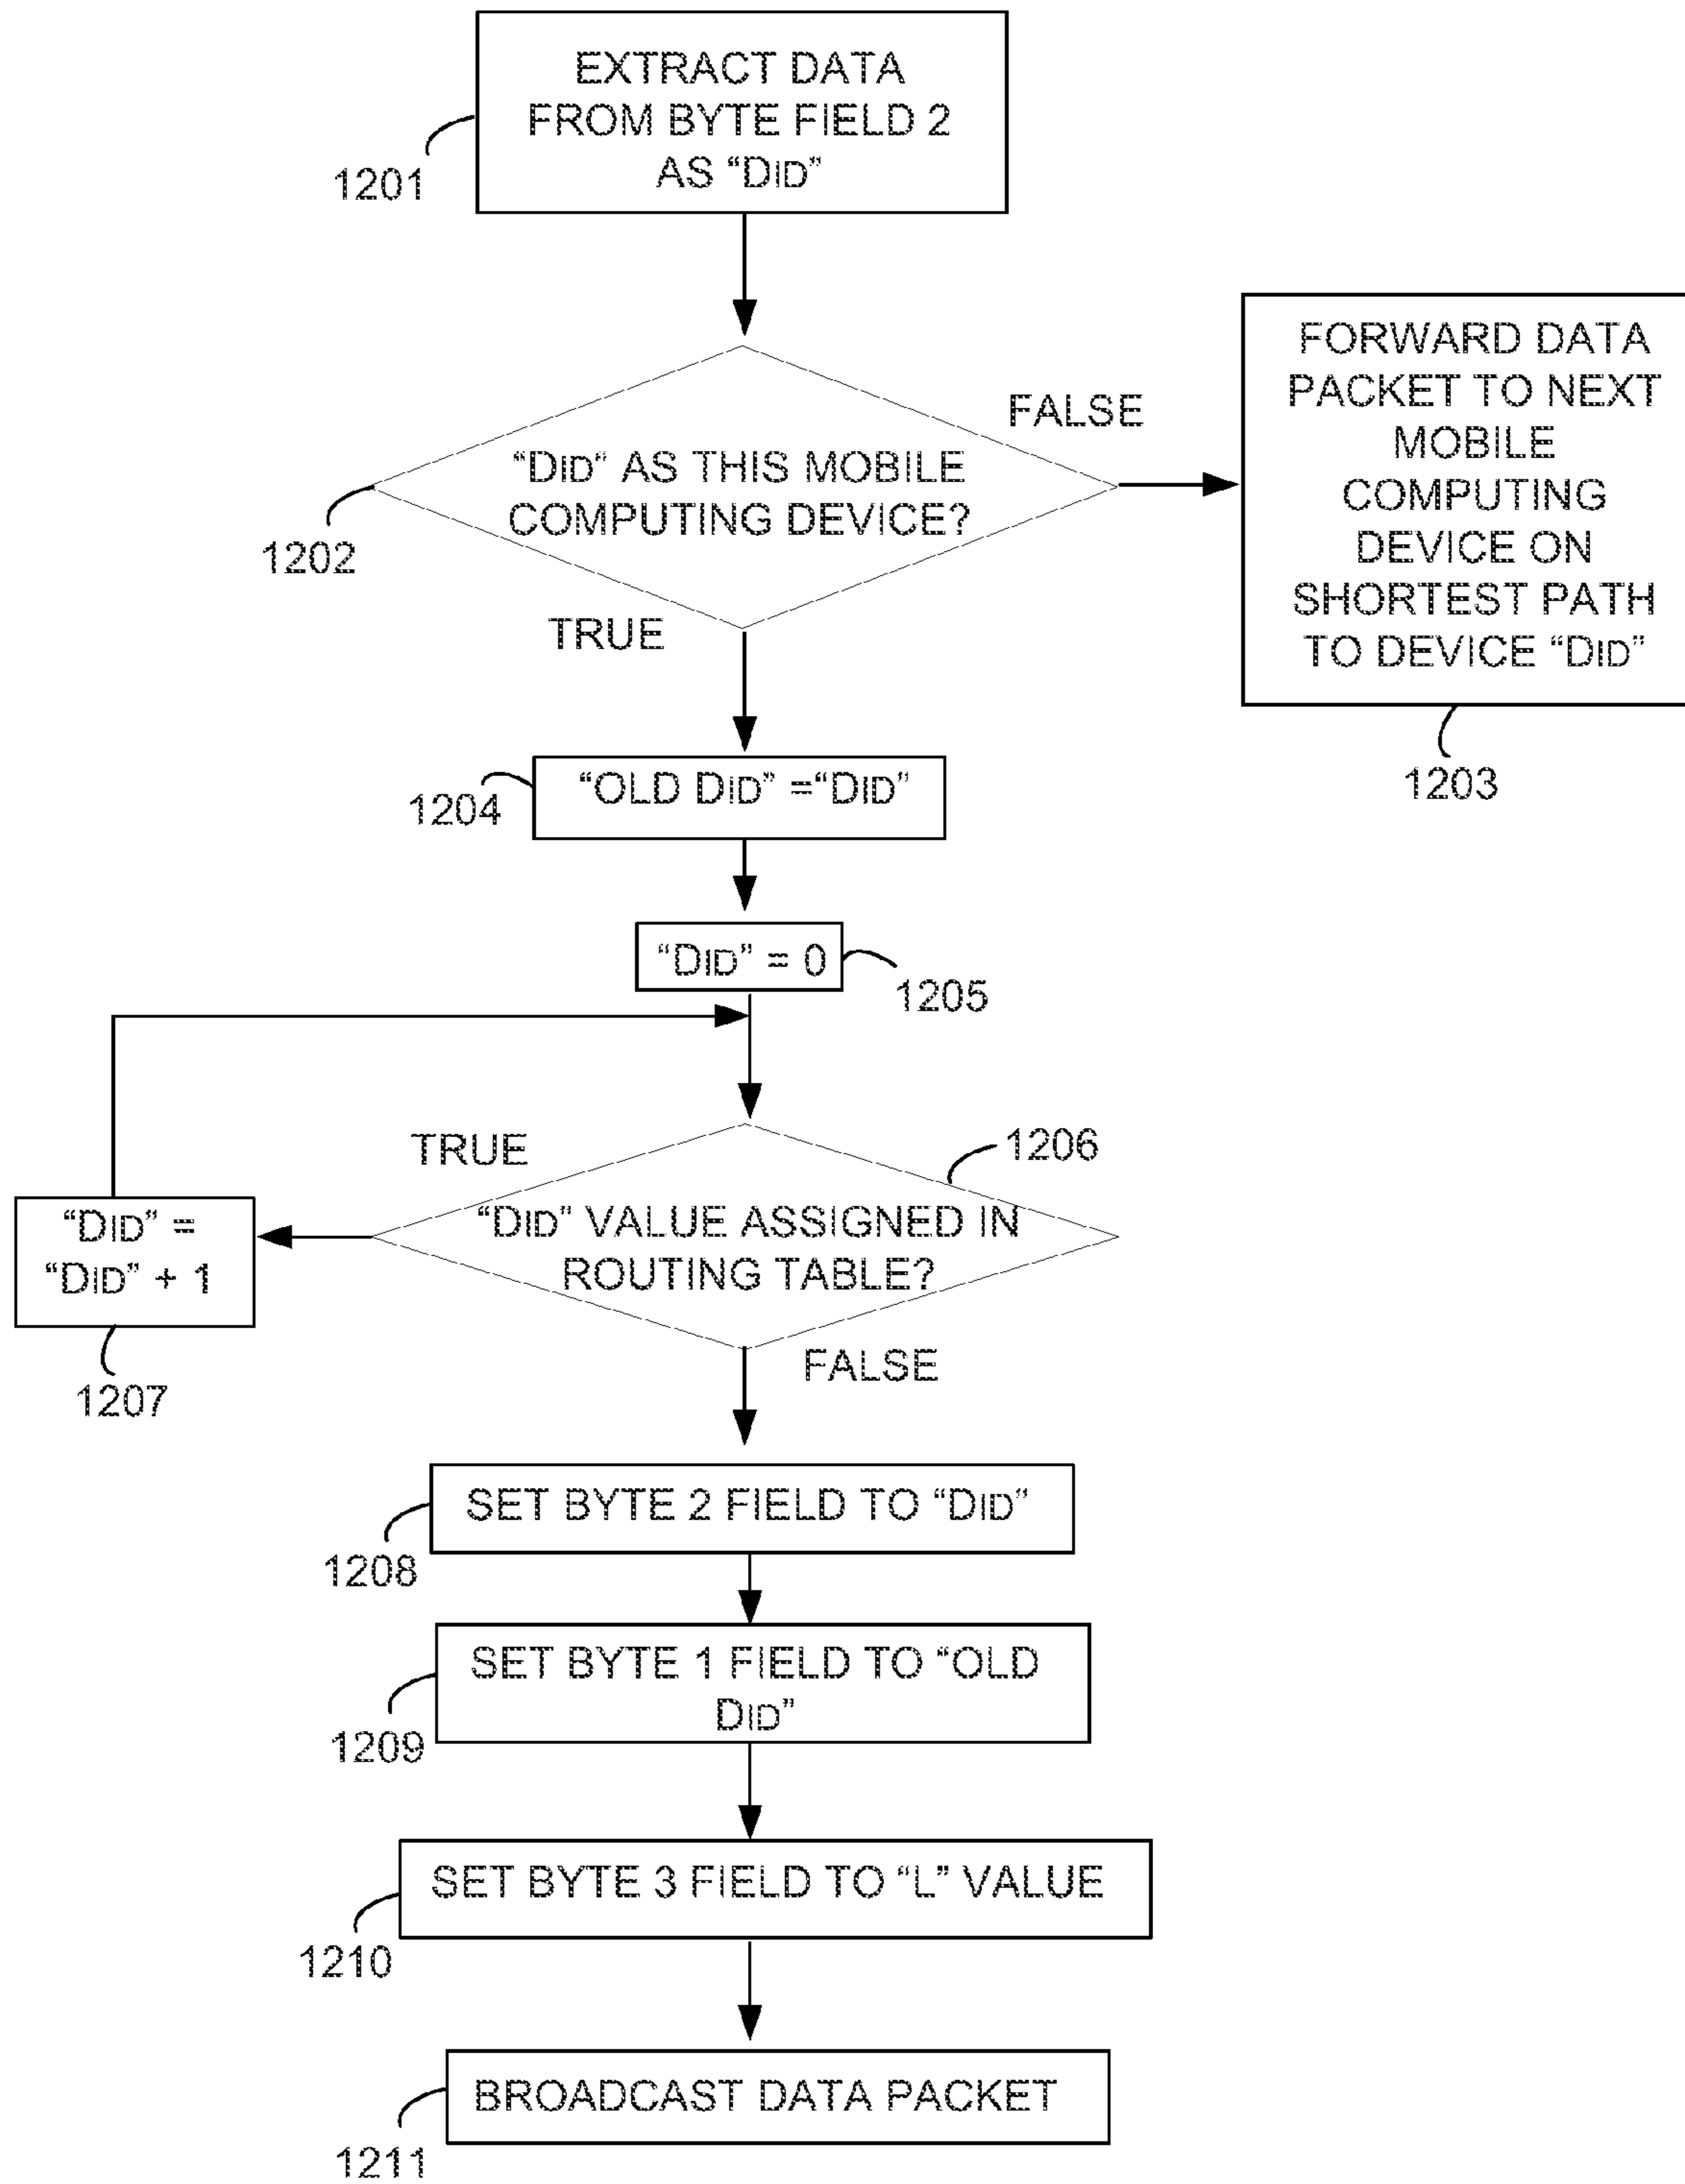 EXTRACT DATA
FROM BYTE FIELD 2
AS “DID”
1201
FALSE
“DID” AS THIS MOBILE
COMPUTING DEVICE?
1202
TRUE
FORWARD DATA
PACKET TO NEXT
MOBILE
COMPUTING
DEVICE ON
SHORTEST PATH
TO DEVICE “DID”
1203
“OLD DID” =“DID”
1204
“DID” = 0
1205
TRUE
1206
“DID” VALUE ASSIGNED IN
ROUTING TABLE?
“DID” =
“DID” + 1
1207
FALSE
SET BYTE 2 FIELD TO “DID”
1208
SET BYTE 1 FIELD TO “OLD
DID”
1209
SET BYTE 3 FIELD TO “L” VALUE
1210
BROADCAST DATA PACKET
1211